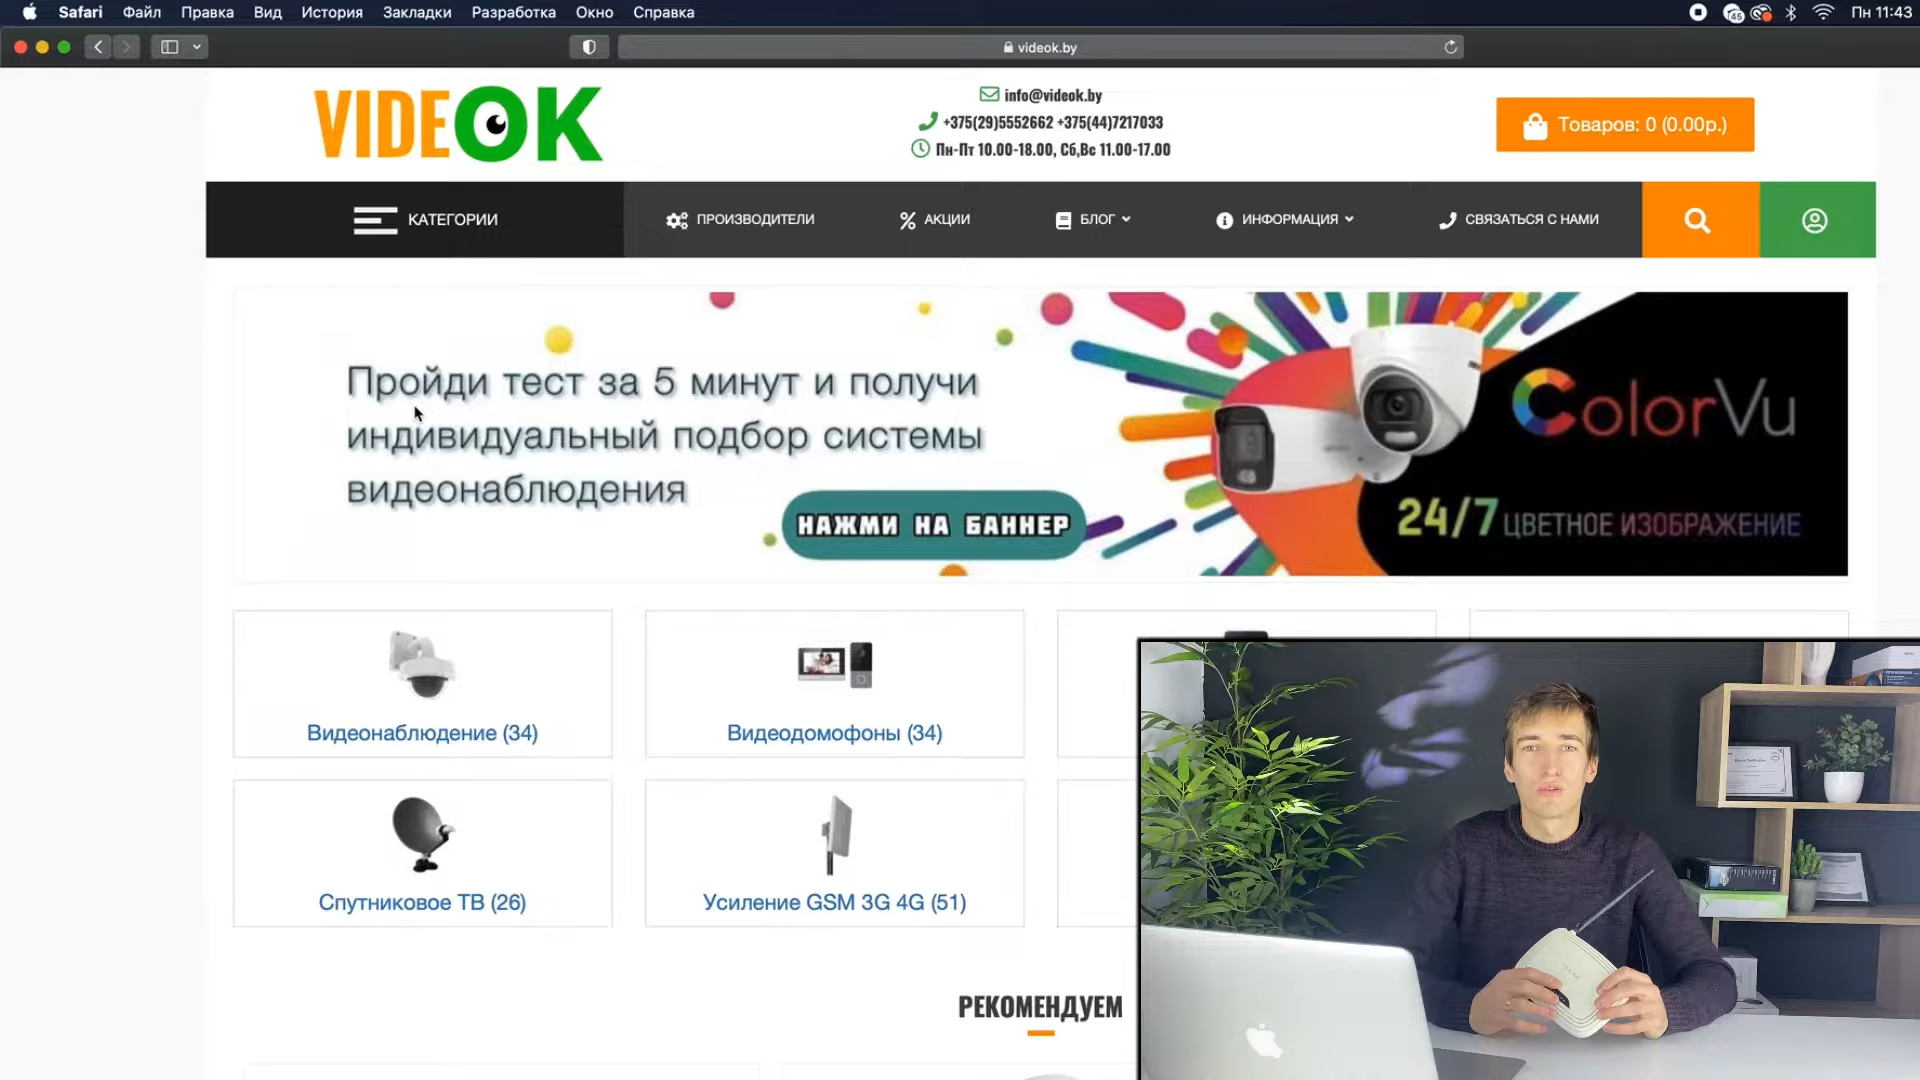 Safari Файл Правка Вид История Закладки Разработка Окно Справка
45
Пн 11:43
videok.by
VIDEOK
info@videok.by
+375(29)5552662 +375(44)7217033
Пн-Пт 10.00-18.00, Сб,Вс 11.00-17.00
Товаров: 0 (0.00р.)
КАТЕГОРИИ
ПРОИЗВОДИТЕЛИ
АКЦИИ
БЛОГ
ИНФОРМАЦИЯ
СВЯЗАТЬСЯ С НАМИ
Пройди тест за 5 минут и получи
индивидуальный подбор системы
видеонаблюдения
НАЖМИ НА БАННЕР
ColorVu
24/7 ЦВЕТНОЕ ИЗОБРАЖЕНИЕ
Видеонаблюдение (34)
Видеодомофоны (34)
Спутниковое ТВ (26)
Усиление GSM 3G 4G (51)
РЕКОМЕНДУЕМ